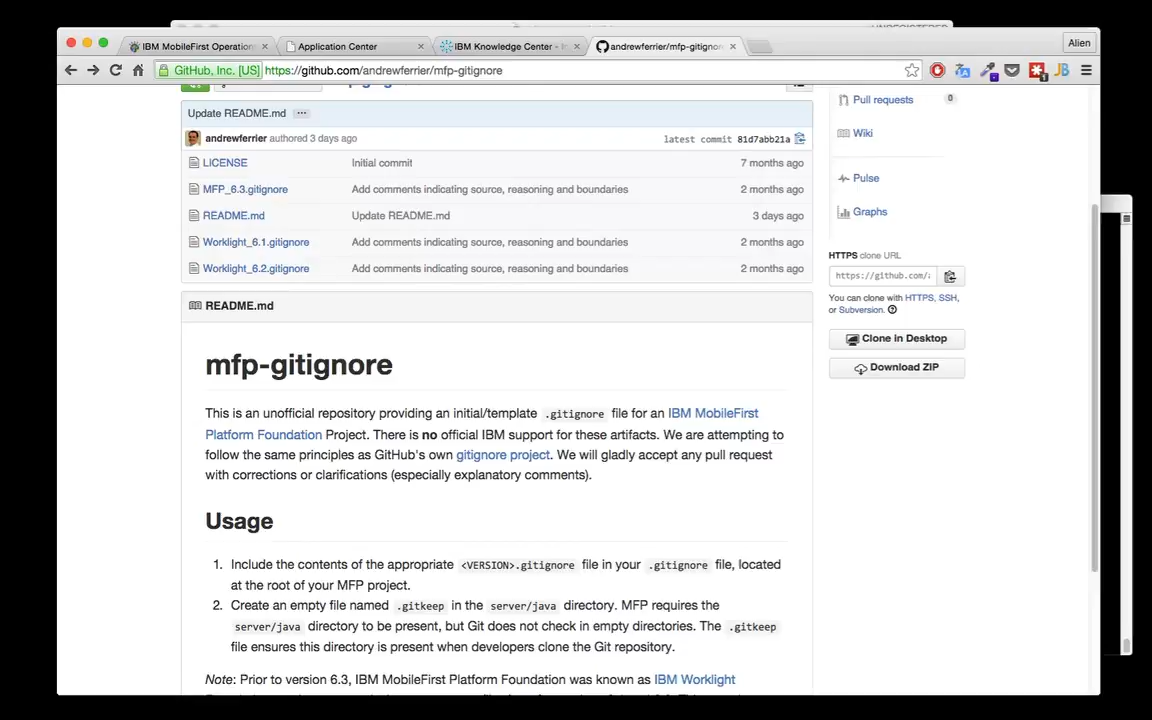 UNREGISTERED
IBM MobileFirst Operation
Application Center
IBM Knowledge Center - I
andrewferrier/mfp-gitigno
Alien
GitHub, Inc. [US] https://github.com/andrewferrier/mfp-gitignore
Update README.md
andrewferrier authored 3 days ago
latest commit 81d7abb21a
LICENSE Initial commit 7 months ago
MFP_6.3.gitignore Add comments indicating source, reasoning and boundaries 2 months ago
README.md Update README.md 3 days ago
Worklight_6.1.gitignore Add comments indicating source, reasoning and boundaries 2 months ago
Worklight_6.2.gitignore Add comments indicating source, reasoning and boundaries 2 months ago
README.md
mfp-gitignore
This is an unofficial repository providing an initial/template .gitignore file for an IBM MobileFirst
Platform Foundation Project. There is no official IBM support for these artifacts. We are attempting to
follow the same principles as GitHub's own gitignore project. We will gladly accept any pull request
with corrections or clarifications (especially explanatory comments).
Usage
1. Include the contents of the appropriate <VERSION>.gitignore file in your .gitignore file, located
at the root of your MFP project.
2. Create an empty file named .gitkeep in the server/java directory. MFP requires the
server/java directory to be present, but Git does not check in empty directories. The .gitkeep
file ensures this directory is present when developers clone the Git repository.
Note: Prior to version 6.3, IBM MobileFirst Platform Foundation was known as IBM Worklight
Pull requests 0
Wiki
Pulse
Graphs
HTTPS clone URL
https://github.com/
You can clone with HTTPS, SSH,
or Subversion.
Clone in Desktop
Download ZIP